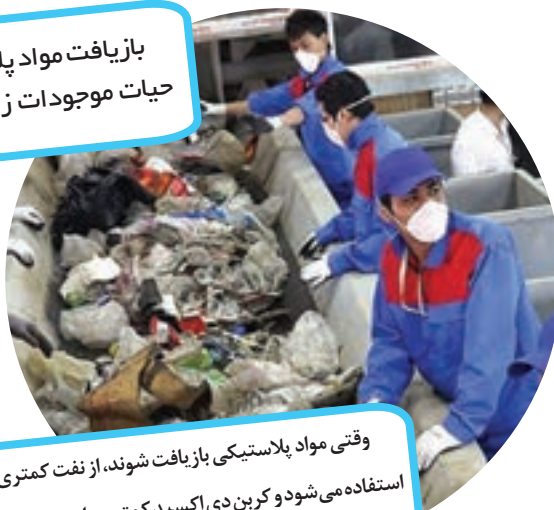 بازیافت مواد
حیات موجودات
وقتی مواد پلاستیکی بازیافت شوند، از نفت کمتری
استفاده می‌شود و کربن دی‌اکسید